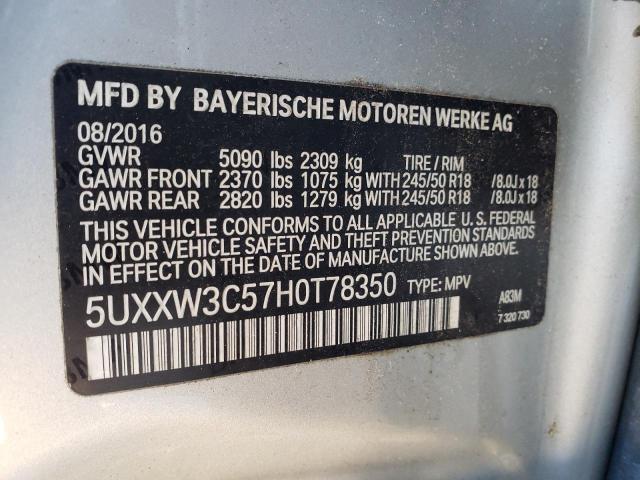 MFD BY BAYERISCHE MOTOREN WERKE AG
08/2016
GVWR 5090 lbs 2309 kg TIRE / RIM
GAWR FRONT 2370 lbs 1075 kg WITH 245/50 R18 /8.0J x 18
GAWR REAR 2820 lbs 1279 kg WITH 245/50 R18 /8.0J x 18
THIS VEHICLE CONFORMS TO ALL APPLICABLE U.S. FEDERAL
MOTOR VEHICLE SAFETY AND THEFT PREVENTION STANDARDS
IN EFFECT ON THE DATE OF MANUFACTURE SHOWN ABOVE.
5UXXW3C57H0T78350 TYPE: MPV A83M
7 320 730